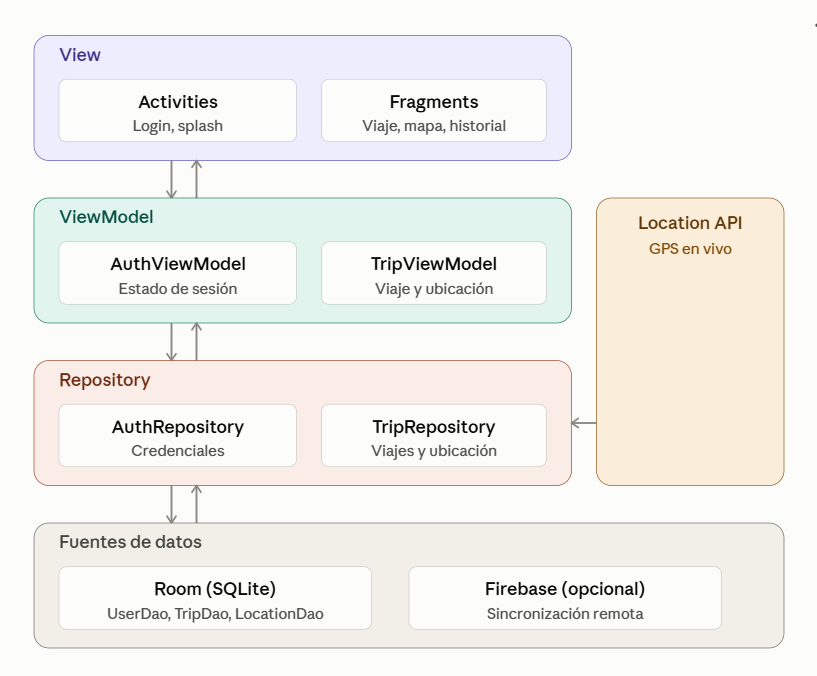 View
Activities
Login, splash
Fragments
Viaje, mapa, historial
ViewModel
AuthViewModel
Estado de sesión
TripViewModel
Viaje y ubicación
Location API
GPS en vivo
Repository
AuthRepository
Credenciales
TripRepository
Viajes y ubicación
Fuentes de datos
Room (SQLite)
UserDao, TripDao, LocationDao
Firebase (opcional)
Sincronización remota